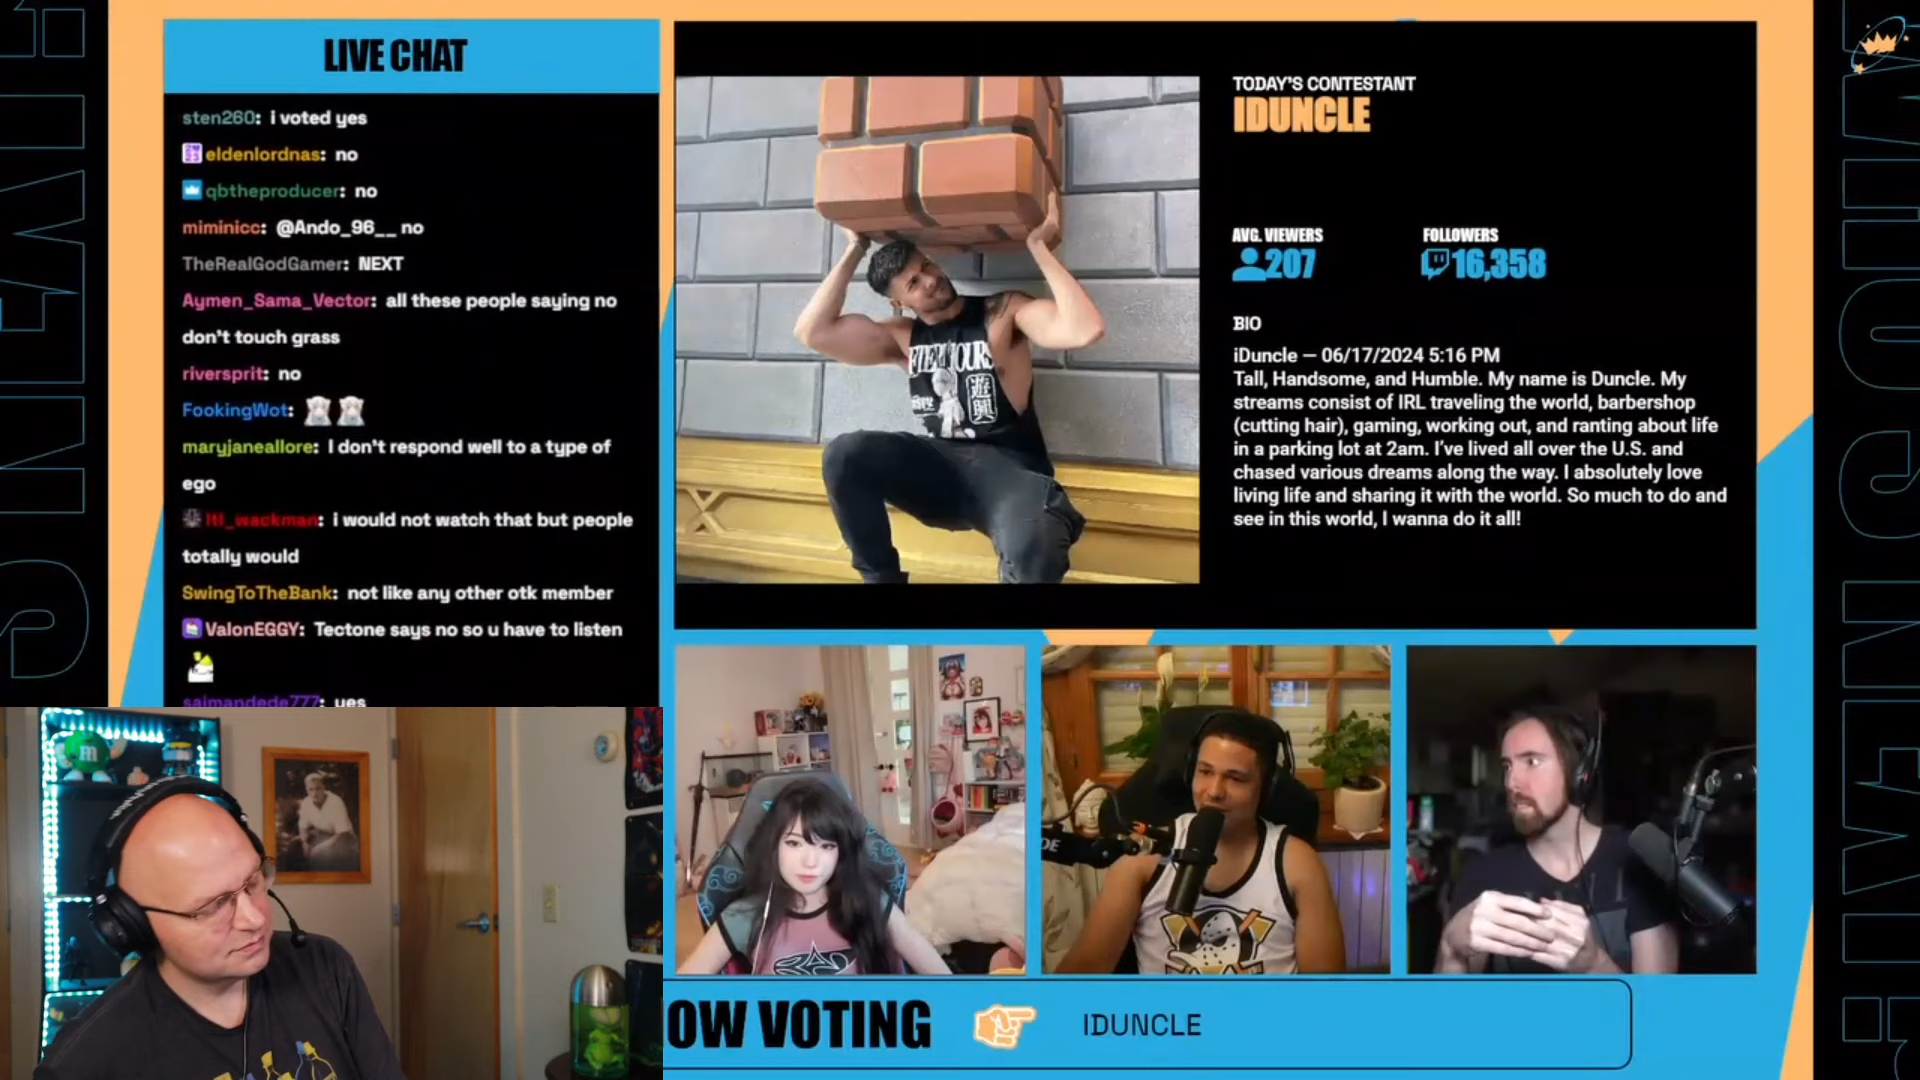 LIVE CHAT
sten260: i voted yes
eldenlordnas: no
qbtheproducer: no
miminicc: @Ando_96__ no
TheRealGodGamer: NEXT
Aymen_Sama_Vector: all these people saying no
don't touch grass
riversprit: no
FookingWot:
maryjaneallore: I don't respond well to a type of
ego
ltl_wackman: i would not watch that but people
totally would
SwingToTheBank: not like any other otk member
ValonEGGY: Tectone says no so u have to listen
saimandede777: yes
TODAY'S CONTESTANT
IDUNCLE
AVG. VIEWERS
FOLLOWERS
207
16,358
BIO
iDuncle — 06/17/2024 5:16 PM
Tall, Handsome, and Humble. My name is Duncle. My
streams consist of IRL traveling the world, barbershop
(cutting hair), gaming, working out, and ranting about life
in a parking lot at 2am. I've lived all over the U.S. and
chased various dreams along the way. I absolutely love
living life and sharing it with the world. So much to do and
see in this world, I wanna do it all!
遊興
OW VOTING
IDUNCLE